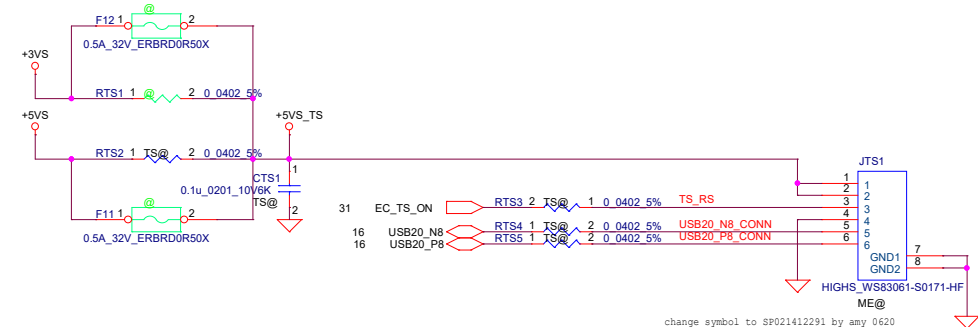 @
F12 1 2
0.5A_32V_ERBRD0R50X
+3VS
RTS1 1 @ 2 0_0402_5%
+5VS
+5VS_TS
RTS2 1 TS@ 2 0_0402_5%
CTS1
1
0.1u_0201_10V6K
TS@
2
@
F11 1 2
0.5A_32V_ERBRD0R50X
JTS1
1 1
2 2
31 EC_TS_ON RTS3 2 TS@ 1 0_0402_5% TS_RS 3 3
4 4
16 USB20_N8 RTS4 1 TS@ 2 0_0402_5% USB20_N8_CONN 5 5
16 USB20_P8 RTS5 1 TS@ 2 0_0402_5% USB20_P8_CONN 6 6
GND1 7
GND2 8
HIGHS_WS83061-S0171-HF
ME@
change symbol to SP021412291 by amy 0620